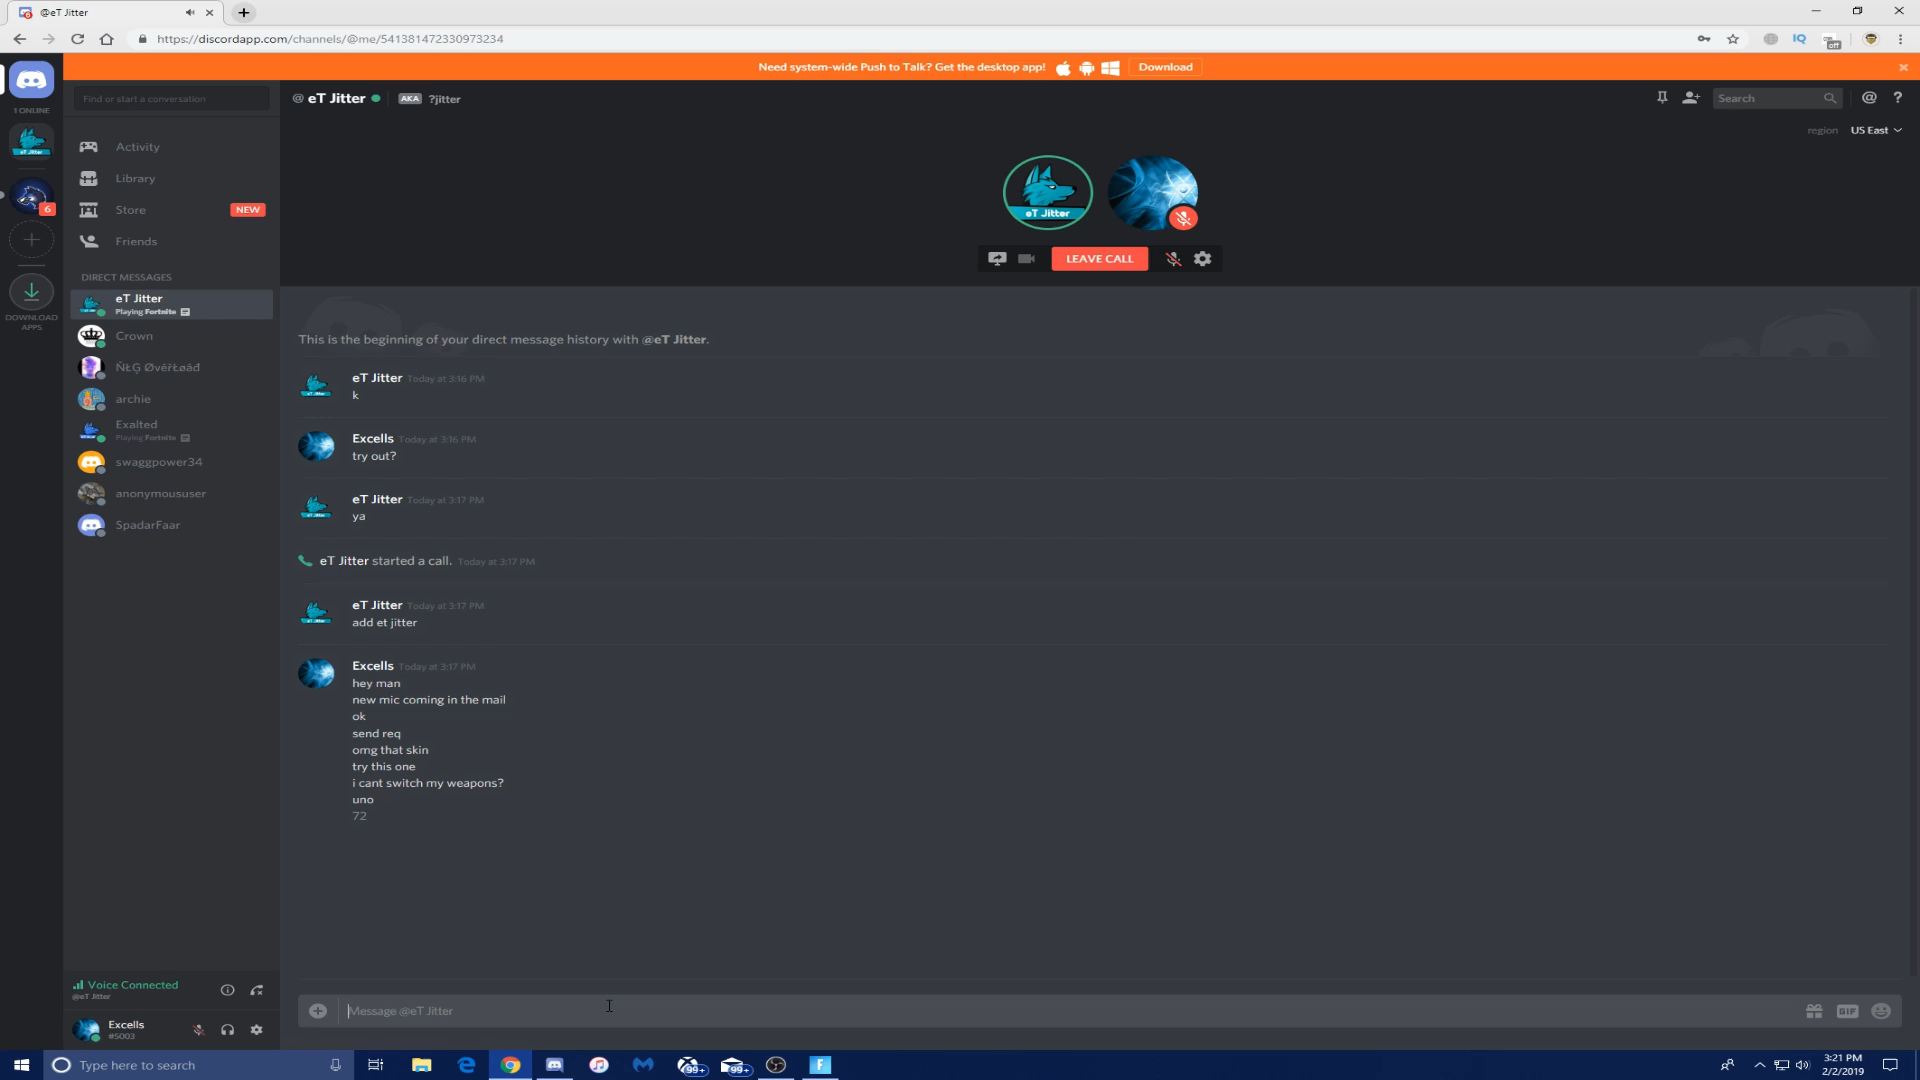 @eT Jitter
https://discordapp.com/channels/@me/541381472330973234
IQ
off
Need system-wide Push to Talk? Get the desktop app!
Download
1 ONLINE
Find or start a conversation
@ eT Jitter
AKA ?jitter
Search
region US East
eT Jitter
Activity
Library
Store
NEW
Friends
6
LEAVE CALL
DIRECT MESSAGES
eT Jitter
Playing Fortnite
Crown
archie
Exalted
Playing Fortnite
swaggpower34
anonymoususer
SpadarFaar
DOWNLOAD
APPS
This is the beginning of your direct message history with @eT Jitter.
eT Jitter Today at 3:16 PM
k
Excells Today at 3:16 PM
try out?
eT Jitter Today at 3:17 PM
ya
eT Jitter started a call. Today at 3:17 PM
eT Jitter Today at 3:17 PM
add et jitter
Excells Today at 3:17 PM
hey man
new mic coming in the mail
ok
send req
omg that skin
try this one
i cant switch my weapons?
uno
72
Voice Connected
@eT Jitter
Excells
#5003
Message @eT Jitter
GIF
Type here to search
99+
99+
3:21 PM
2/2/2019